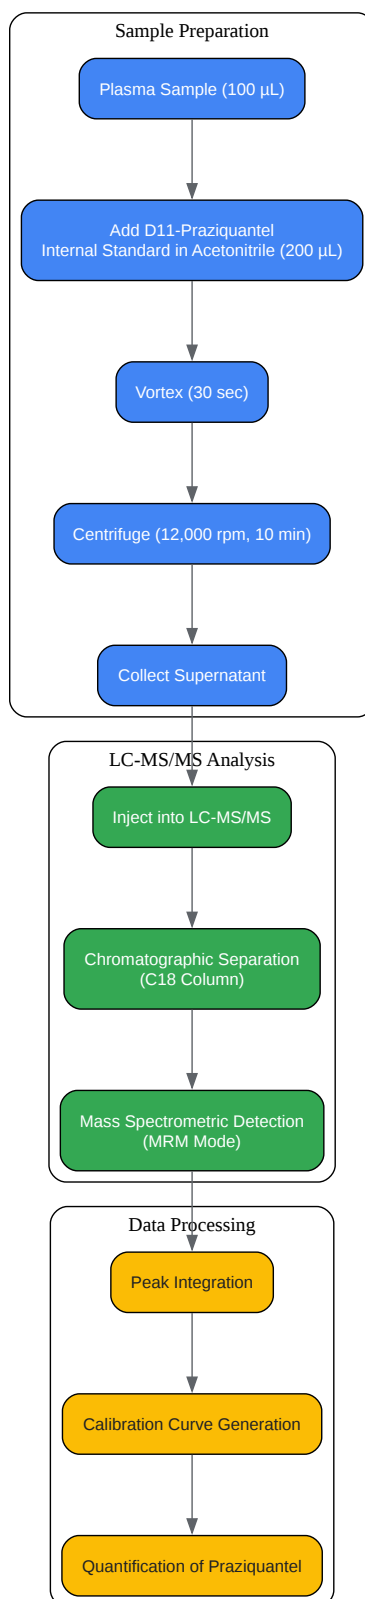 Sample Preparation
Plasma Sample (100 µL)
Add D11-Praziquantel
Internal Standard in Acetonitrile (200 µL)
Vortex (30 sec)
Centrifuge (12,000 rpm, 10 min)
Collect Supernatant
LC-MS/MS Analysis
Inject into LC-MS/MS
Chromatographic Separation
(C18 Column)
Mass Spectrometric Detection
(MRM Mode)
Data Processing
Peak Integration
Calibration Curve Generation
Quantification of Praziquantel